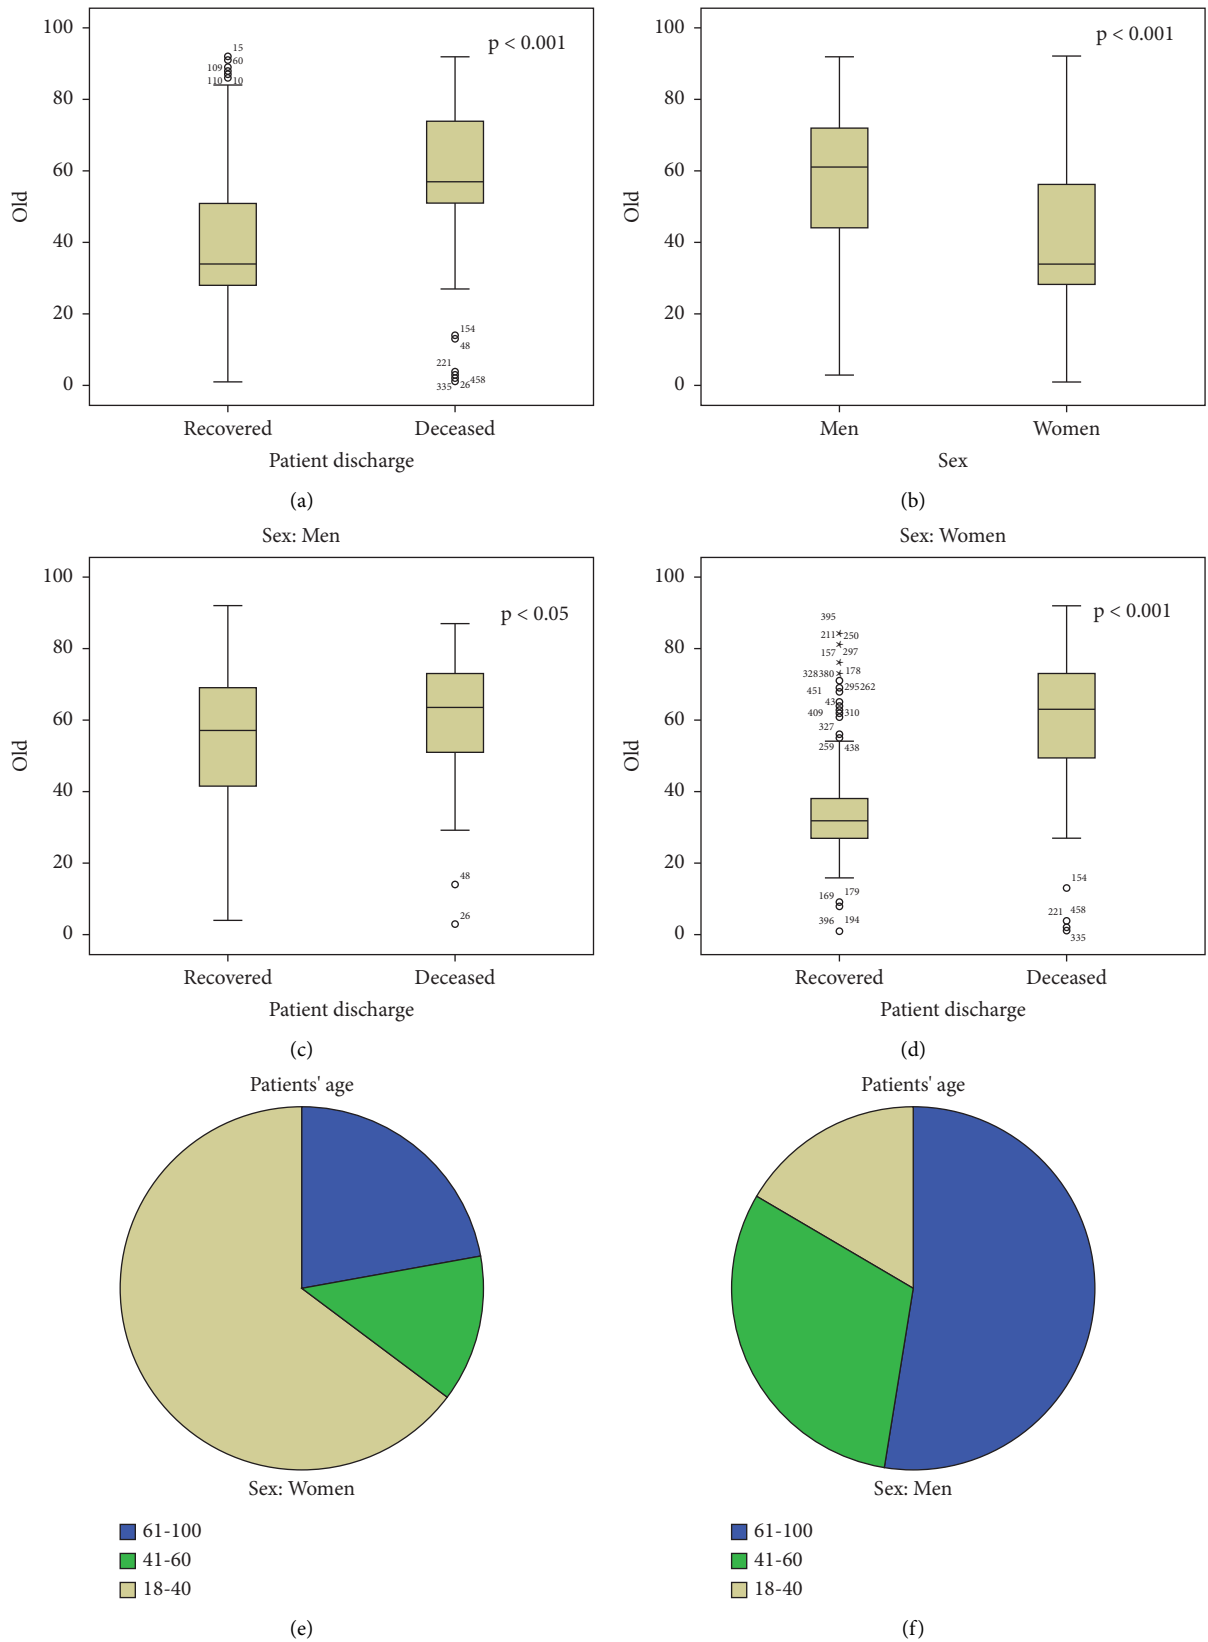 100
80
60
40
20
0
Old
p < 0.001
15
60
109
110 10
154
48
221
335 26 458
Recovered Deceased
Patient discharge
(a)
100
80
60
40
20
0
Old
p < 0.001
Men Women
Sex
(b)
Sex: Men
100
80
60
40
20
0
Old
p < 0.05
48
26
Recovered Deceased
Patient discharge
(c)
Sex: Women
100
80
60
40
20
0
Old
p < 0.001
395
211 250
157 297
328380 178
451 295262
43
409 310
327
259 438
169 179
396 194
154
221 458
335
Recovered Deceased
Patient discharge
(d)
Patients' age
Sex: Women
61-100
41-60
18-40
(e)
Patients' age
Sex: Men
61-100
41-60
18-40
(f)